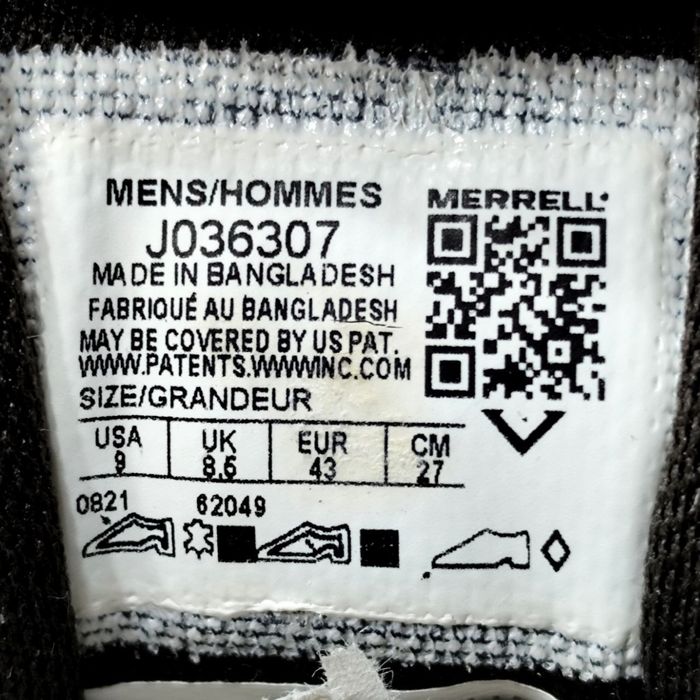 MENS/HOMMES
J036307
MADE IN BANGLADESH
FABRIQUÉ AU BANGLADESH
MAY BE COVERED BY US PAT.
WWW.PATENTS.WWWINC.COM
SIZE/GRANDEUR
USA UK EUR CM
9 8.5 43 27
0821 62049
MERRELL